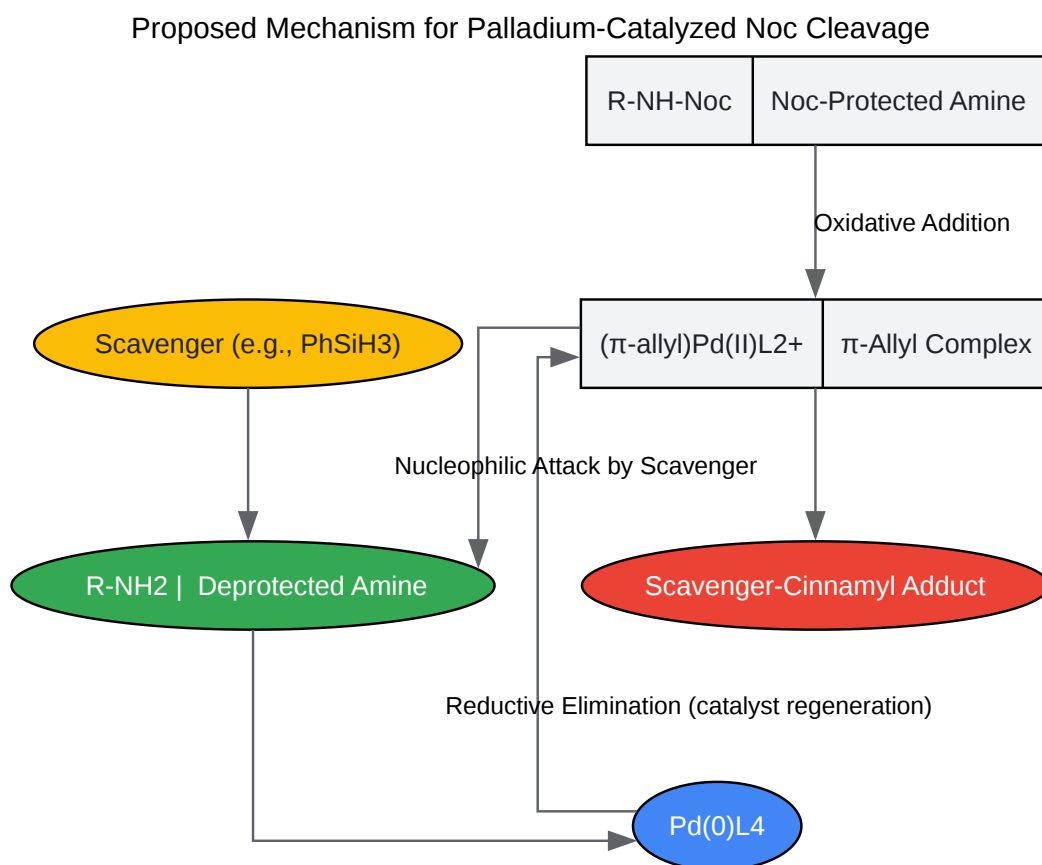 Proposed Mechanism for Palladium-Catalyzed Noc Cleavage
R-NH-Noc
Noc-Protected Amine
Oxidative Addition
Scavenger (e.g., PhSiH3)
(π-allyl)Pd(II)L2+
π-Allyl Complex
Nucleophilic Attack by Scavenger
R-NH2 |  Deprotected Amine
Scavenger-Cinnamyl Adduct
Reductive Elimination (catalyst regeneration)
Pd(0)L4